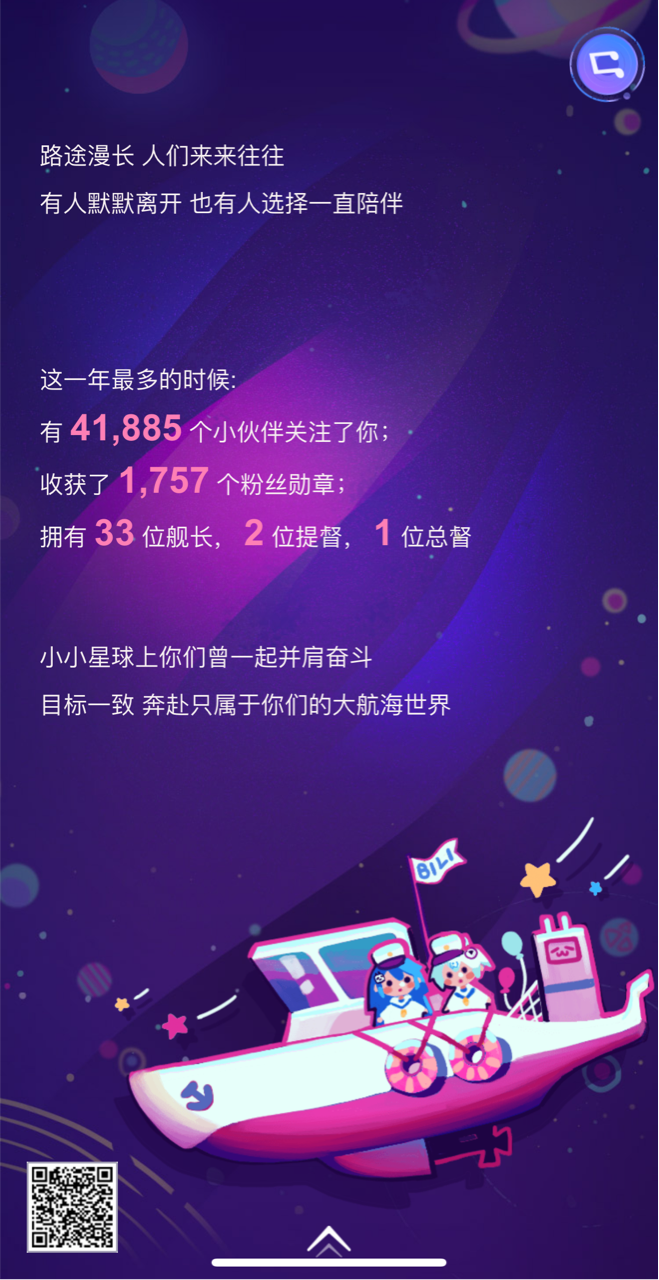 路途漫长 人们来来往往
有人默默离开 也有人选择一直陪伴
这一年最多的时候:
有 41,885 个小伙伴关注了你；
收获了 1,757 个粉丝勋章；
拥有 33 位舰长， 2 位提督， 1 位总督
小小星球上你们曾一起并肩奋斗
目标一致 奔赴只属于你们的大航海世界
BILI